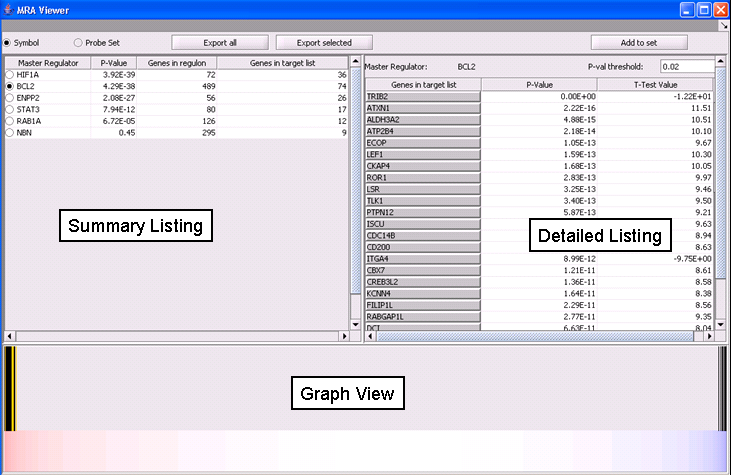 MRA Viewer
Symbol Probe Set Export all Export selected Add to set
Master Regulator P-Value Genes in regulon Genes in target list
HIF1A 3.92E-39 72 36
BCL2 4.29E-38 489 74
ENPP2 2.08E-27 56 26
STAT3 7.94E-12 80 17
RAB1A 6.72E-05 126 12
NBN 0.45 295 9
Summary Listing
Master Regulator: BCL2 P-val threshold: 0.02
Genes in target list P-Value T-Test Value
TRIB2 0.00E+00 -1.22E+01
ATXN1 2.22E-16 11.51
ALDH3A2 4.88E-15 10.51
ATP2B4 2.18E-14 10.10
ECOP 1.05E-13 9.67
LEF1 1.59E-13 10.30
CKAP4 1.68E-13 10.05
ROR1 2.83E-13 9.97
LSR 3.25E-13 9.46
TLK1 3.40E-13 9.50
PTPN12 5.87E-13 9.21
ISCU 9.63
CDC14B 8.94
CD200 8.63
ITGA4 8.99E-12 -9.75E+00
CBX7 1.21E-11 8.61
CREB3L2 1.36E-11 8.58
KCNN4 1.64E-11 8.38
FILIP1L 2.29E-11 8.56
RABGAP1L 2.77E-11 9.35
DCI 6.63E-11 8.04
Detailed Listing
Graph View